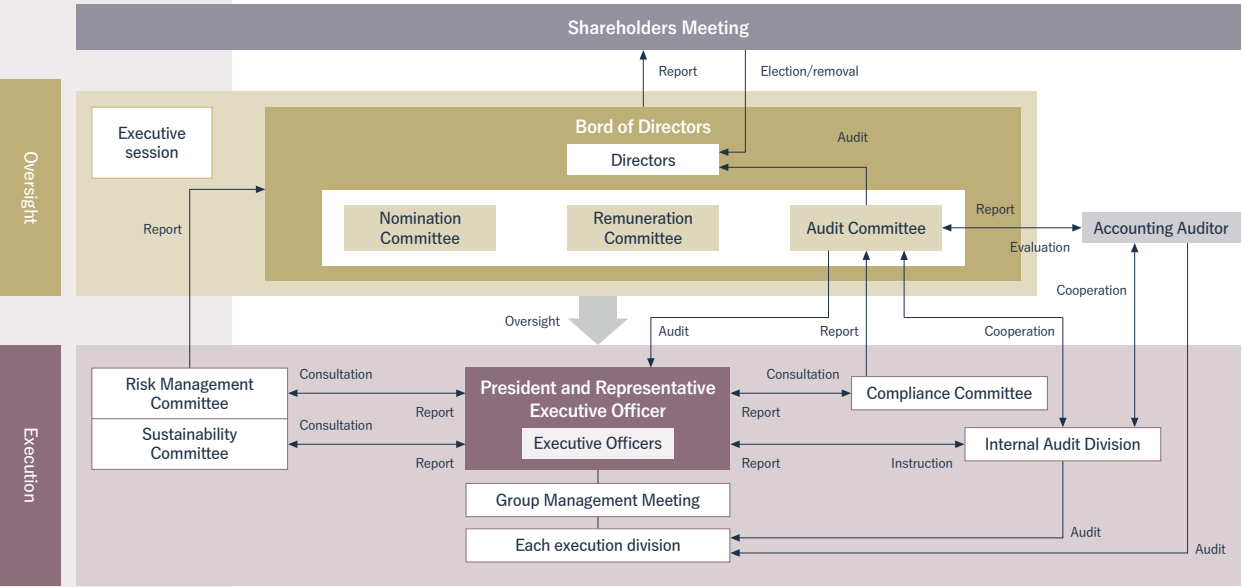 Shareholders Meeting
Report
Election/removal
Oversight
Executive
session
Bord of Directors
Directors
Audit
Nomination
Committee
Remuneration
Committee
Audit Committee
Report
Evaluation
Accounting Auditor
Report
Oversight
Audit
Report
Cooperation
Cooperation
Execution
Risk Management
Committee
Sustainability
Committee
Consultation
Report
Consultation
Report
President and Representative
Executive Officer
Executive Officers
Consultation
Report
Compliance Committee
Report
Instruction
Internal Audit Division
Group Management Meeting
Each execution division
Audit
Audit